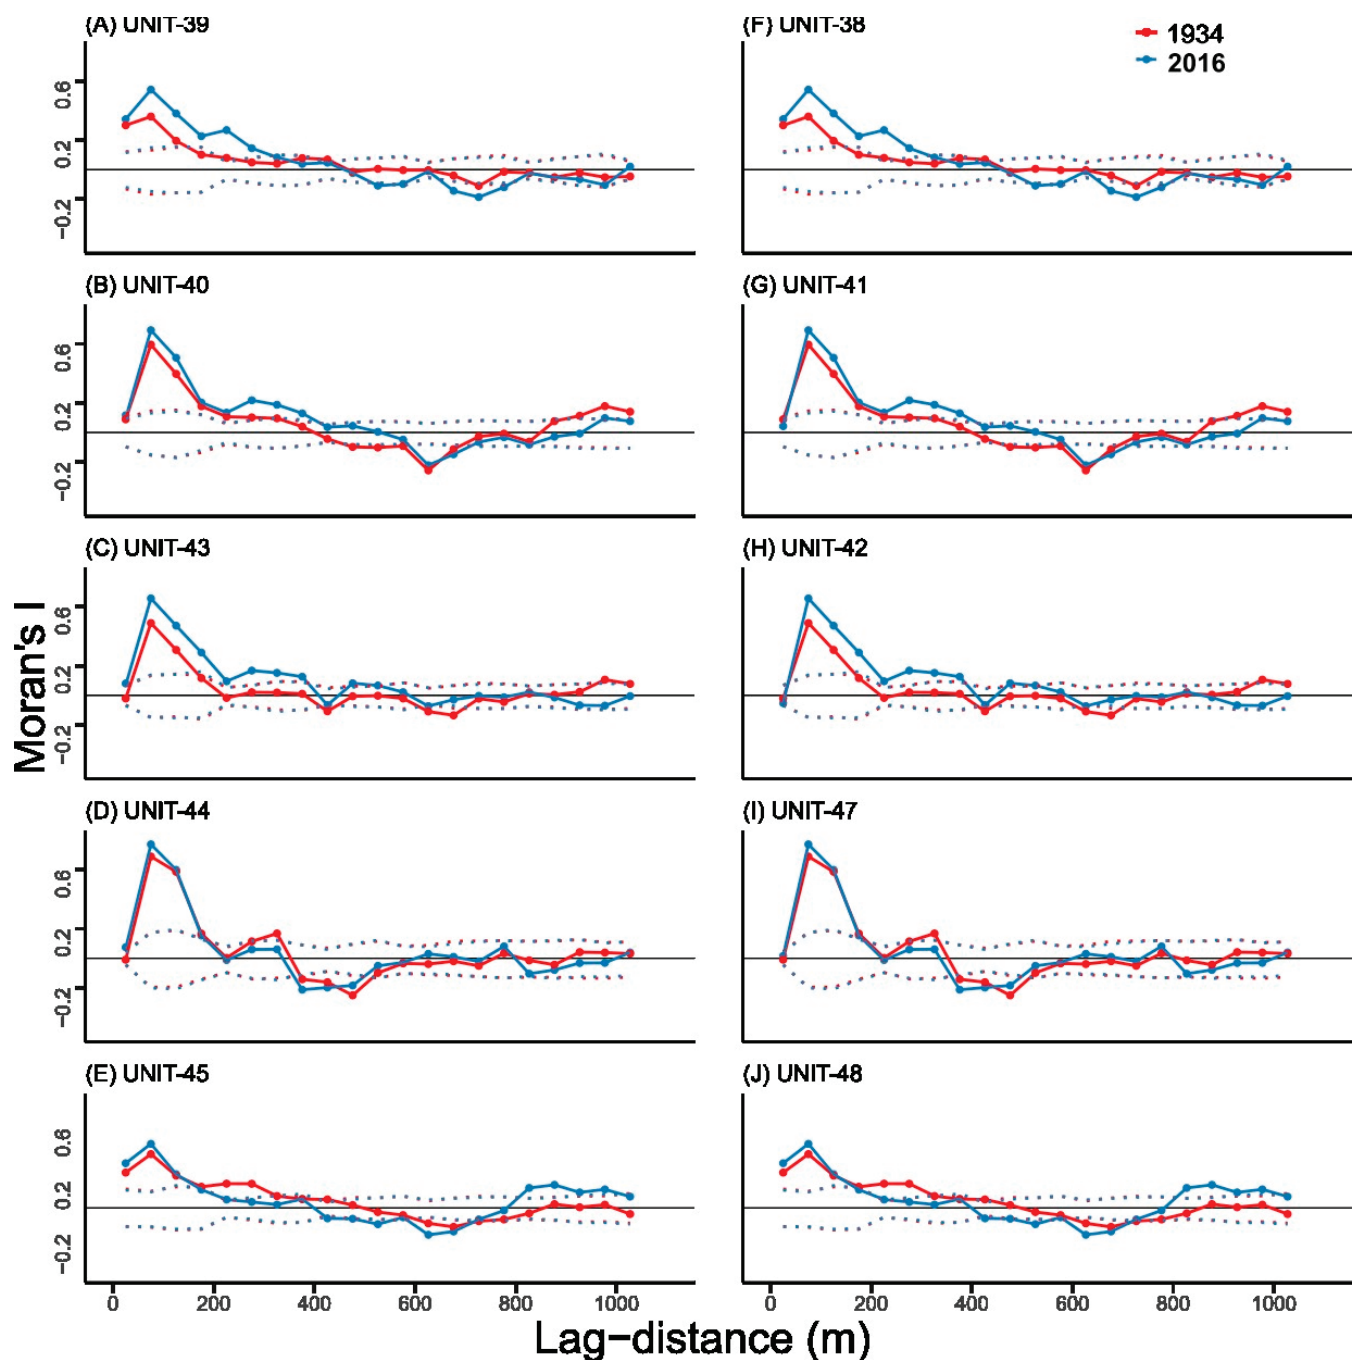 (A) UNIT-39
(F) UNIT-38
1934
2016
0.6
0.2
−0.2
(B) UNIT-40
(G) UNIT-41
0.6
0.2
−0.2
(C) UNIT-43
(H) UNIT-42
0.6
0.2
−0.2
Moran's I
(D) UNIT-44
(I) UNIT-47
0.6
0.2
−0.2
(E) UNIT-45
(J) UNIT-48
0.6
0.2
−0.2
0 200 400 600 800 1000
0 200 400 600 800 1000
Lag−distance (m)